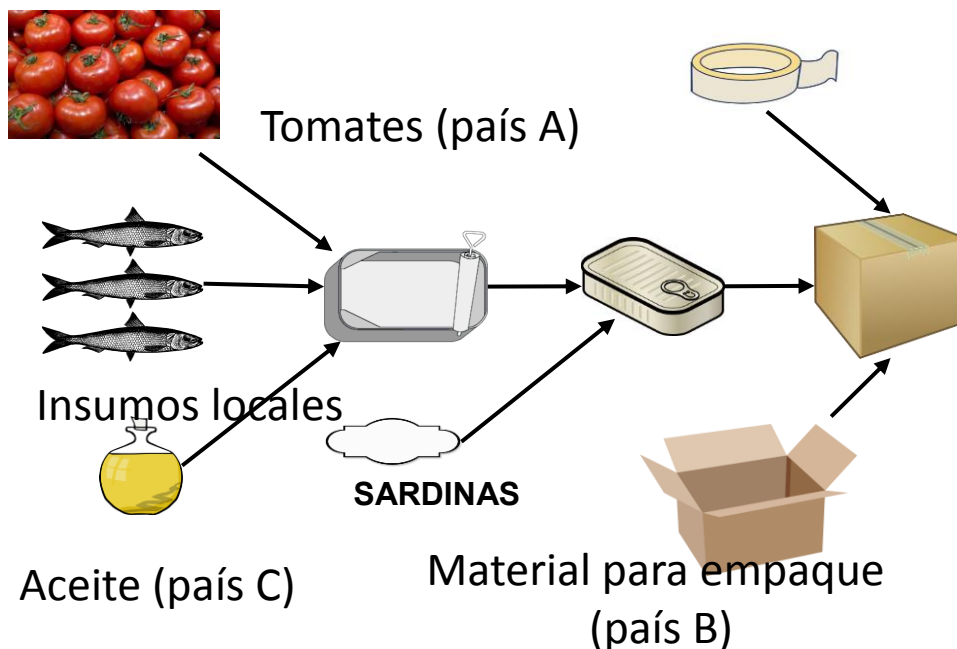 Tomates (país A)
Insumos locales
SARDINAS
Aceite (país C)
Material para empaque
(país B)